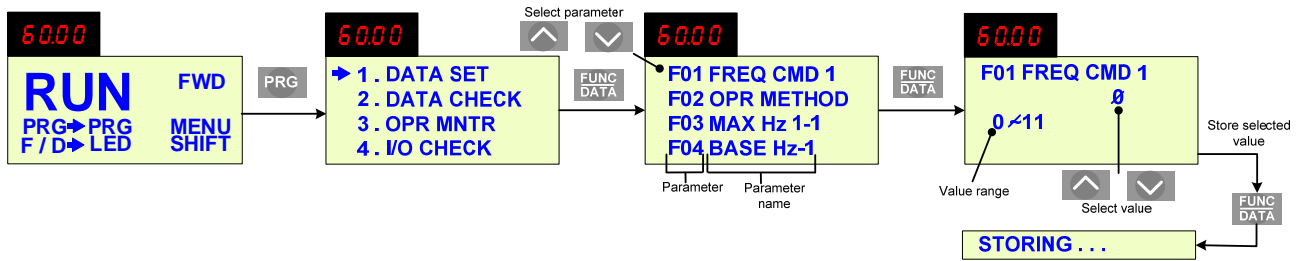 60.00
RUN FWD
PRG➔PRG MENU
F / D➔LED SHIFT
PRG
60.00
➔ 1 . DATA SET
2 . DATA CHECK
3 . OPR MNTR
4 . I/O CHECK
FUNC
DATA
Select parameter
60.00
F01 FREQ CMD 1
F02 OPR METHOD
F03 MAX Hz 1-1
F04 BASE Hz-1
Parameter
Parameter
name
FUNC
DATA
60.00
F01 FREQ CMD 1
0
0 ~ 11
Value range
Select value
Store selected
value
FUNC
DATA
STORING . . .